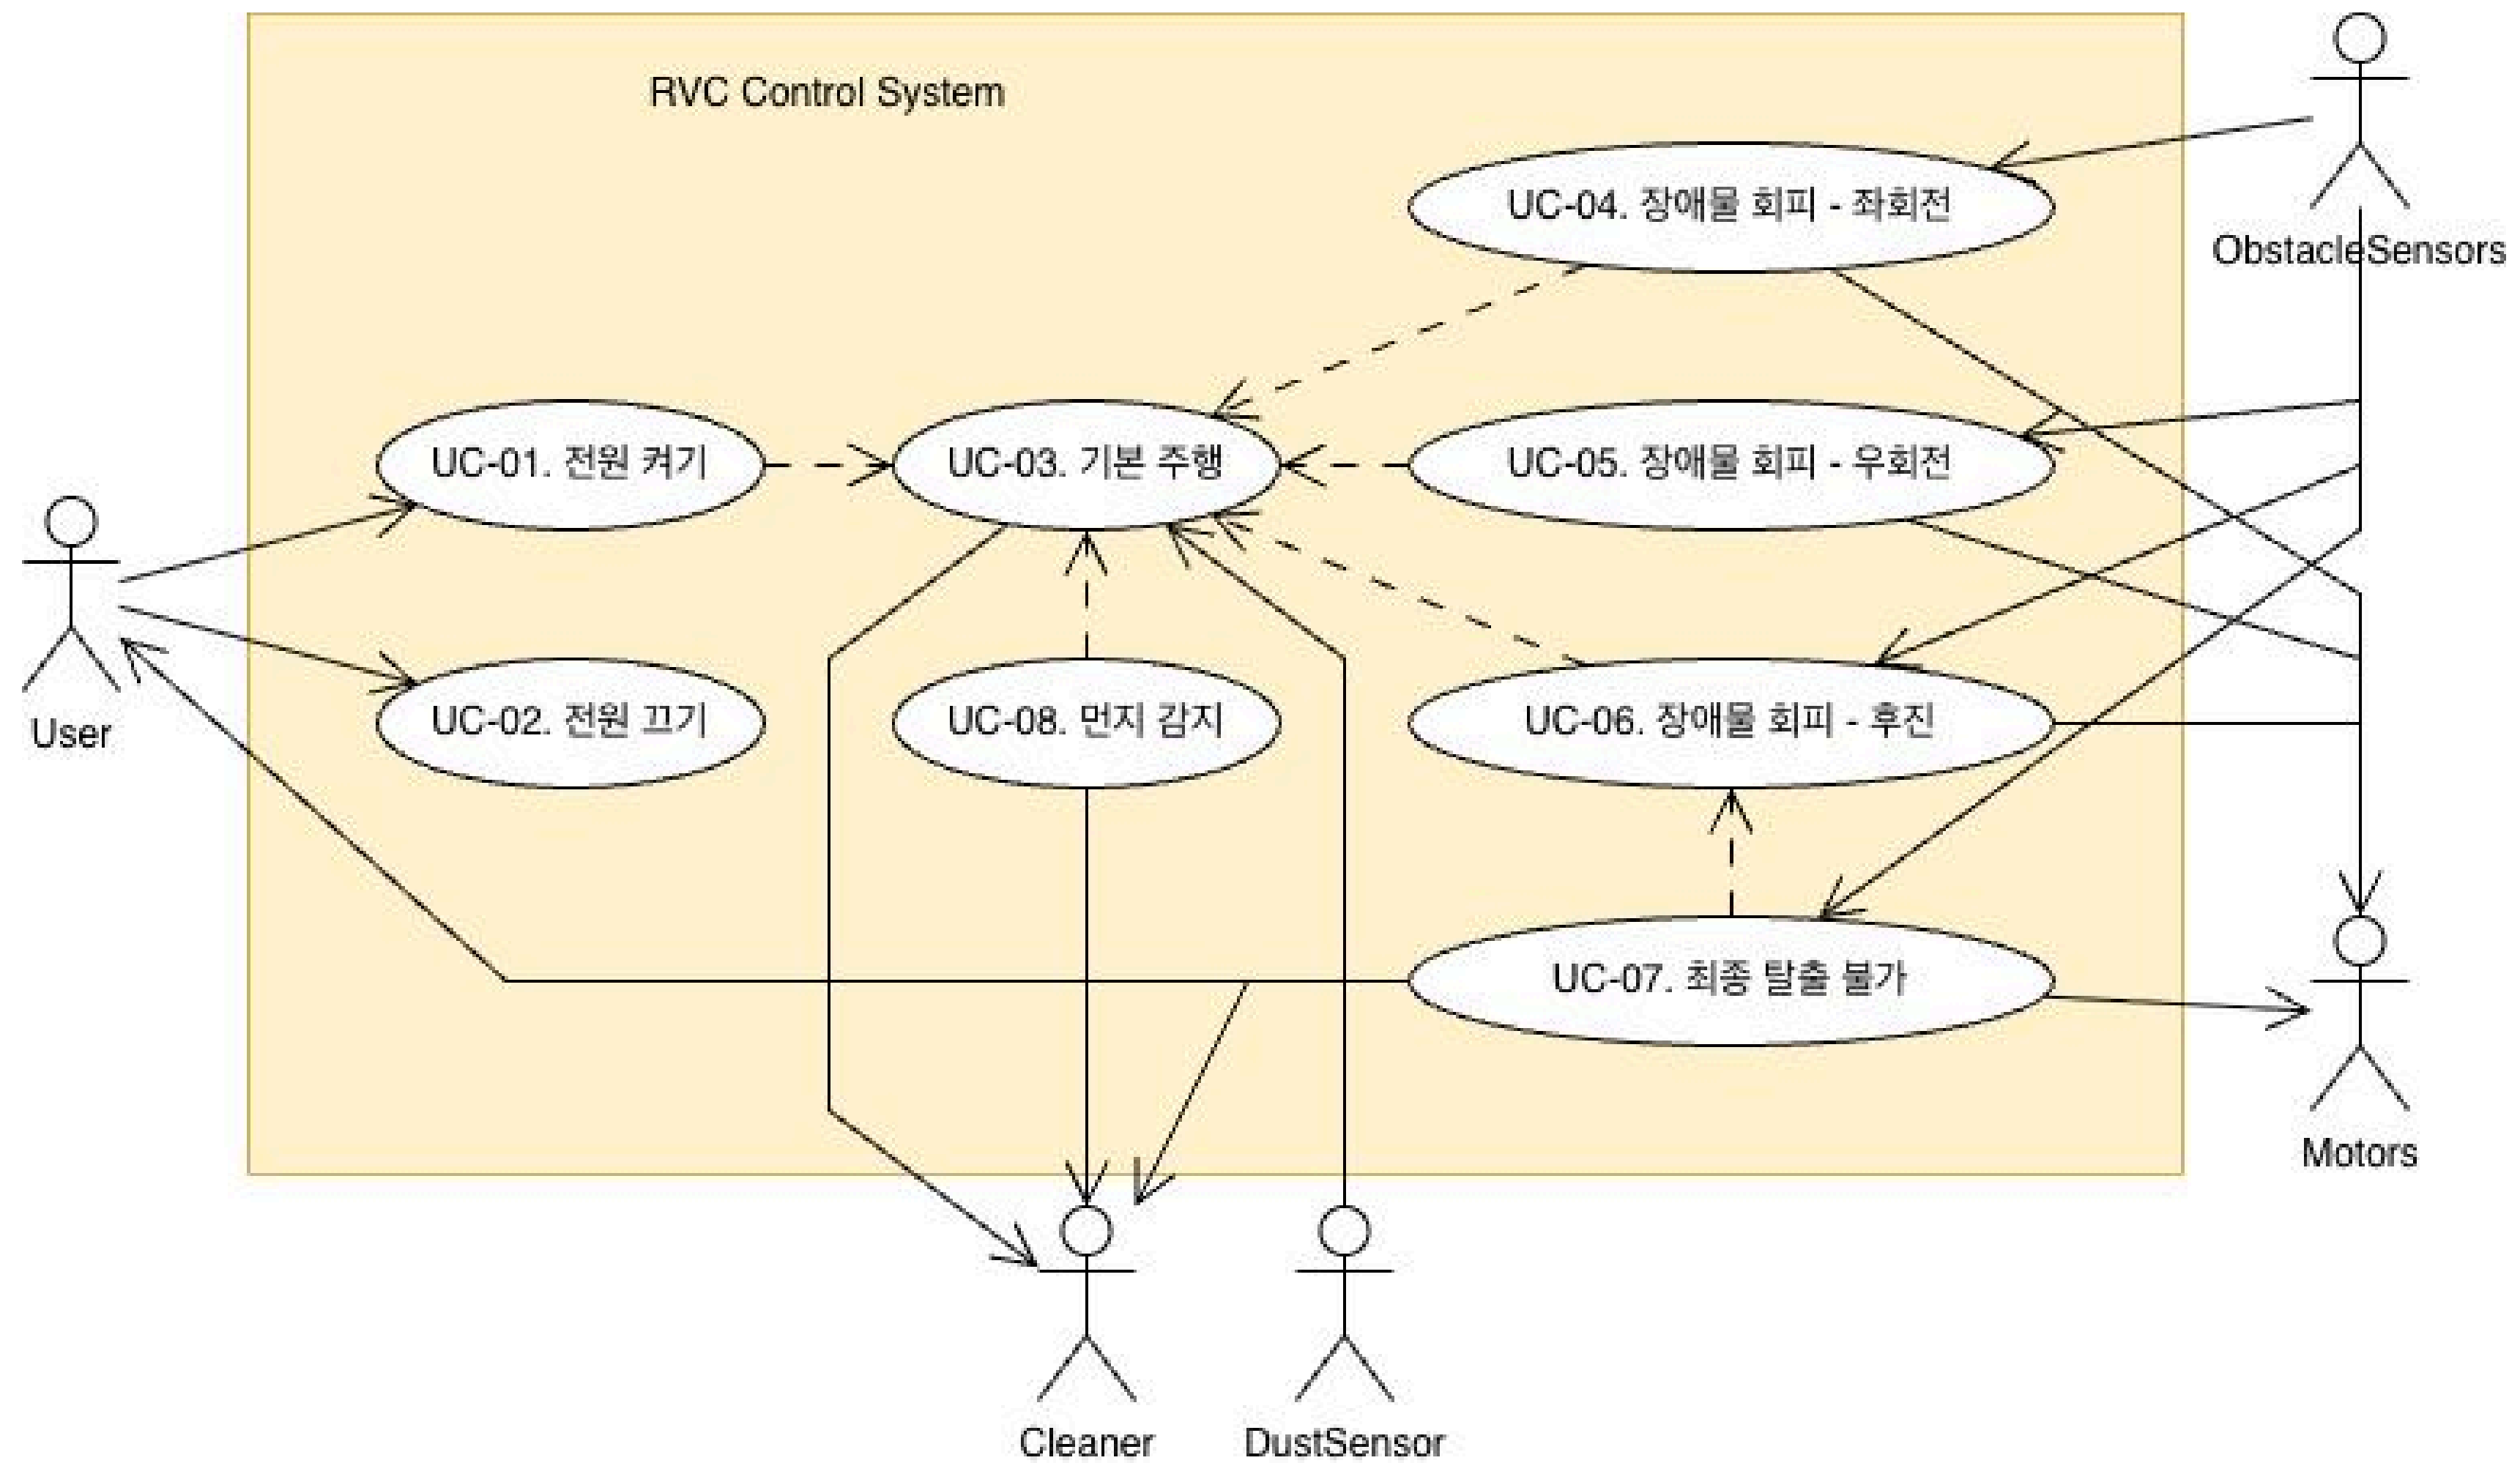 RVC Control System
UC-04. 장애물 회피 - 좌회전
ObstacleSensors
UC-01. 전원 켜기
UC-03. 기본 주행
UC-05. 장애물 회피 - 우회전
User
UC-02. 전원 끄기
UC-08. 먼지 감지
UC-06. 장애물 회피 - 후진
UC-07. 최종 탈출 불가
Motors
Cleaner
DustSensor